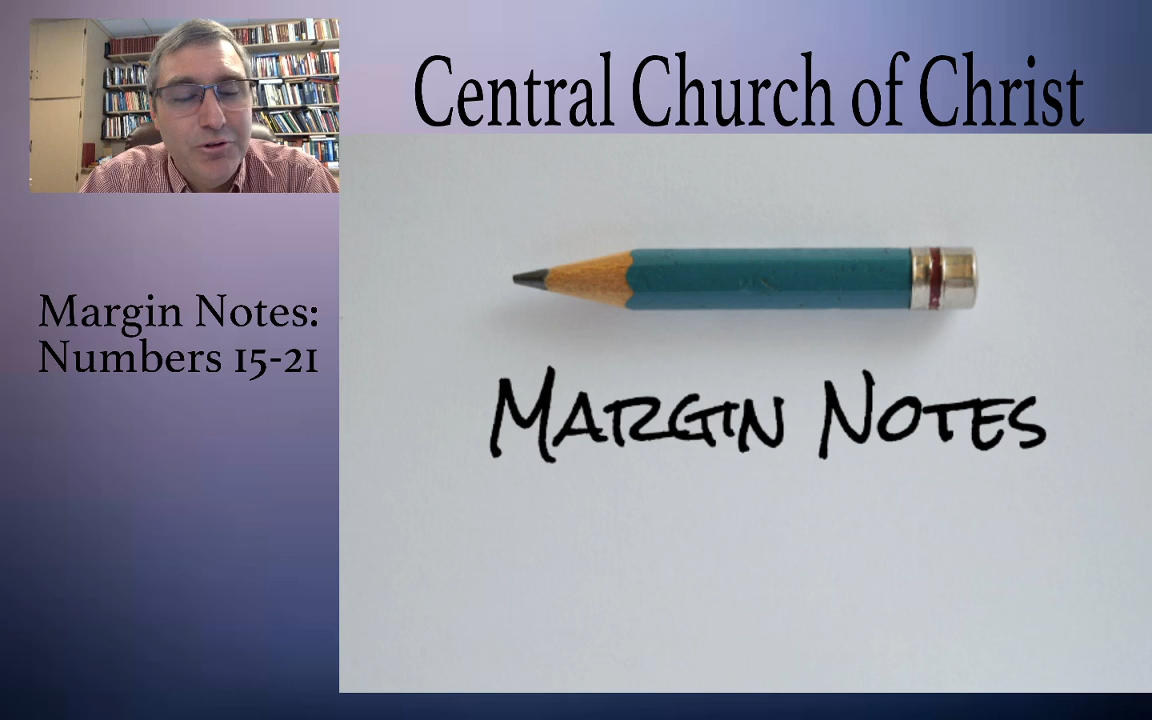 Central Church of Christ
Margin Notes:
Numbers 15-21
Margin Notes